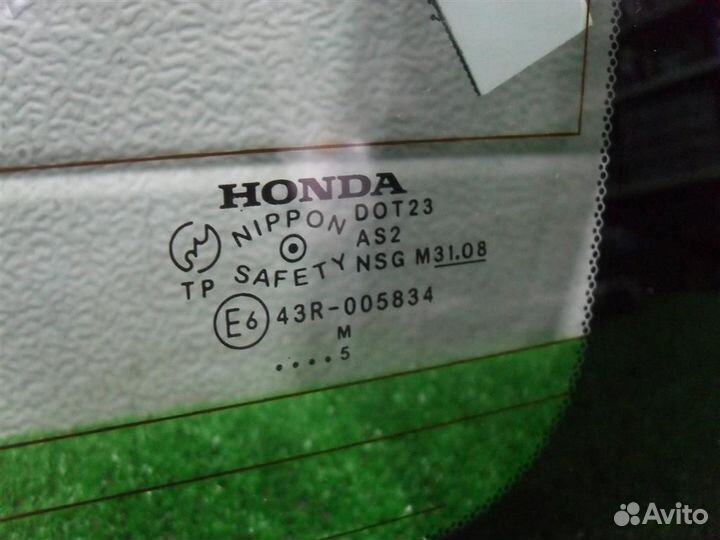 HONDA
NIPPON DOT23
AS2
TP SAFETY NSG M31.08
E6 43R-005834
M
....5
Avito